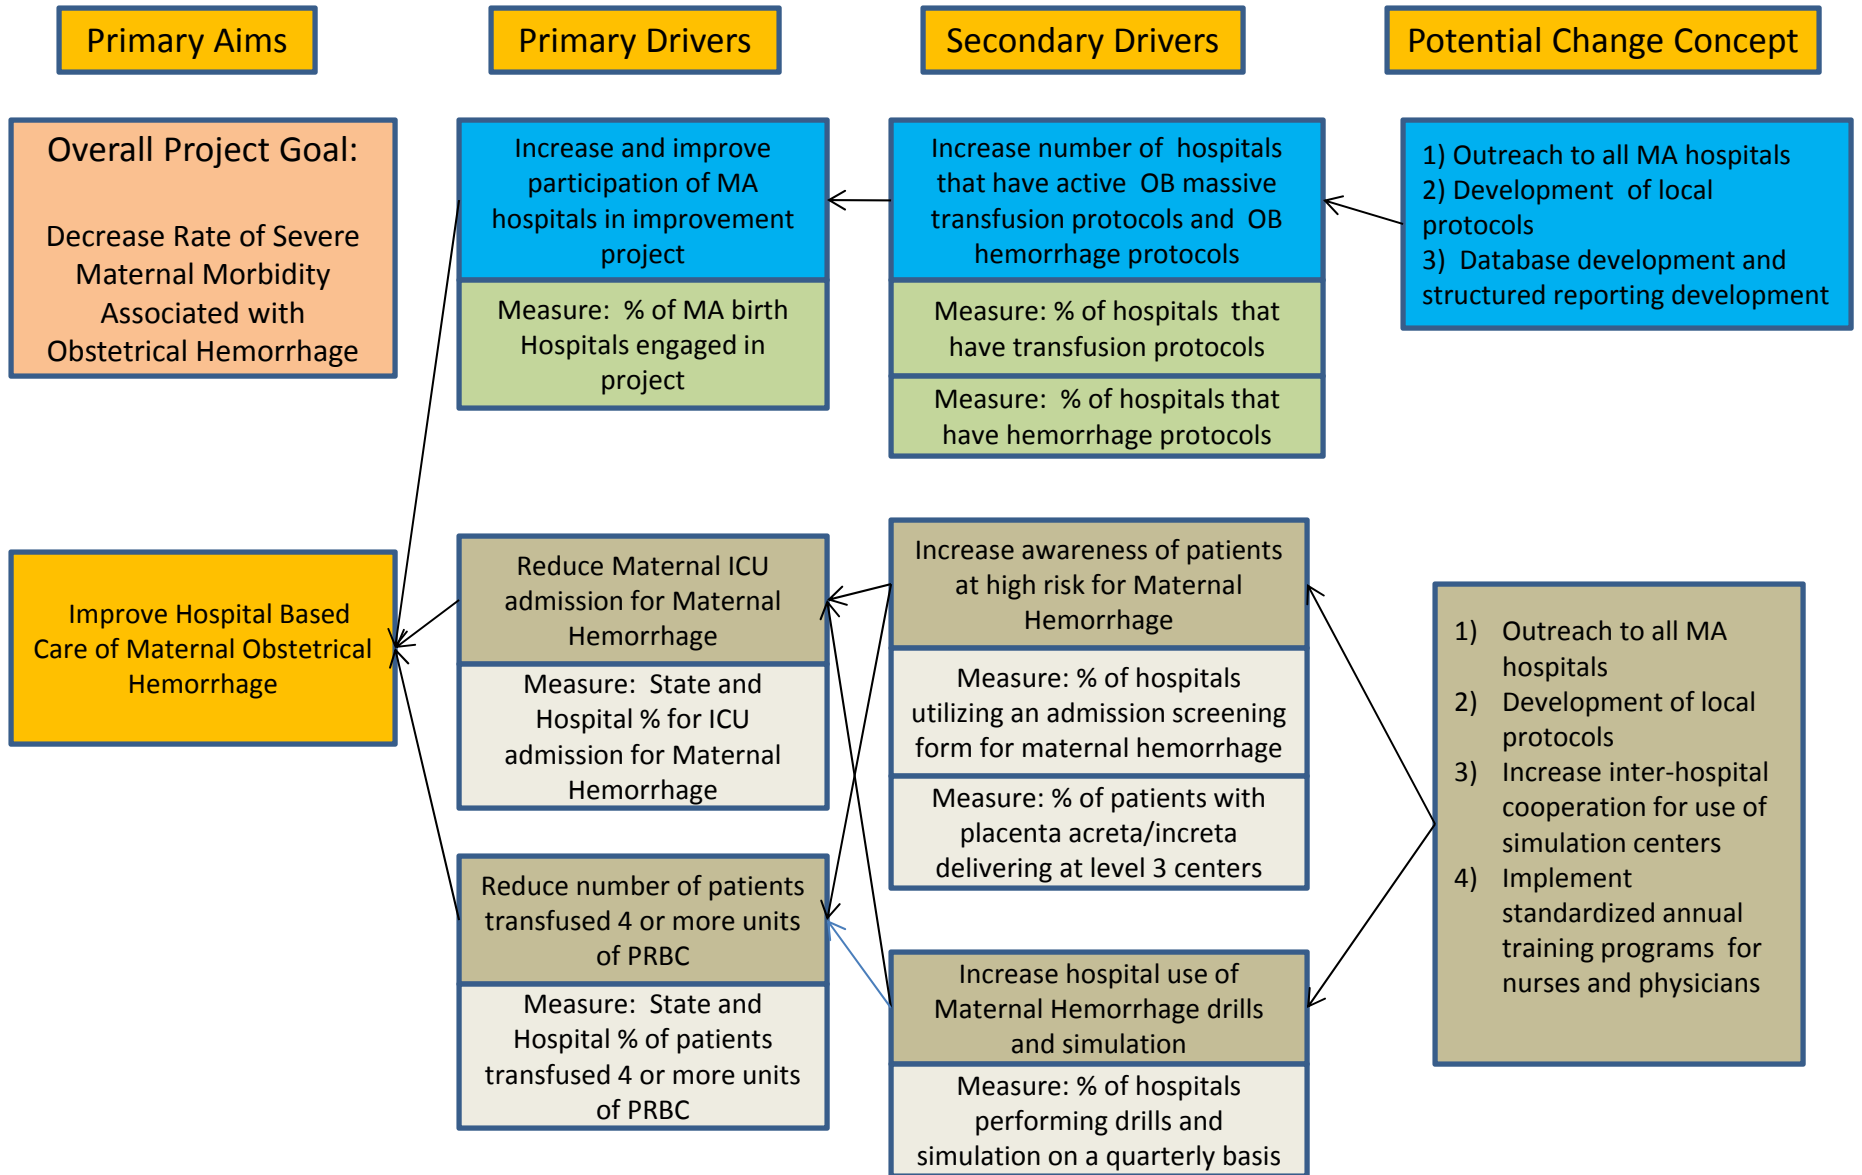 Primary Aims
Primary Drivers
Secondary Drivers
Potential Change Concept
Overall Project Goal:
Decrease Rate of Severe
Maternal Morbidity
Associated with
Obstetrical Hemorrhage
Increase and improve
participation of MA
hospitals in improvement
project
Measure: % of MA birth
Hospitals engaged in
project
Increase number of hospitals
that have active OB massive
transfusion protocols and OB
hemorrhage protocols
Measure: % of hospitals that
have transfusion protocols
Measure: % of hospitals that
have hemorrhage protocols
1) Outreach to all MA hospitals
2) Development of local
protocols
3) Database development and
structured reporting development
Improve Hospital Based
Care of Maternal Obstetrical
Hemorrhage
Reduce Maternal ICU
admission for Maternal
Hemorrhage
Measure: State and
Hospital % for ICU
admission for Maternal
Hemorrhage
Reduce number of patients
transfused 4 or more units
of PRBC
Measure: State and
Hospital % of patients
transfused 4 or more units
of PRBC
Increase awareness of patients
at high risk for Maternal
Hemorrhage
Measure: % of hospitals
utilizing an admission screening
form for maternal hemorrhage
Measure: % of patients with
placenta acreta/increta
delivering at level 3 centers
Increase hospital use of
Maternal Hemorrhage drills
and simulation
Measure: % of hospitals
performing drills and
simulation on a quarterly basis
1) Outreach to all MA
hospitals
2) Development of local
protocols
3) Increase inter-hospital
cooperation for use of
simulation centers
4) Implement
standardized annual
training programs for
nurses and physicians